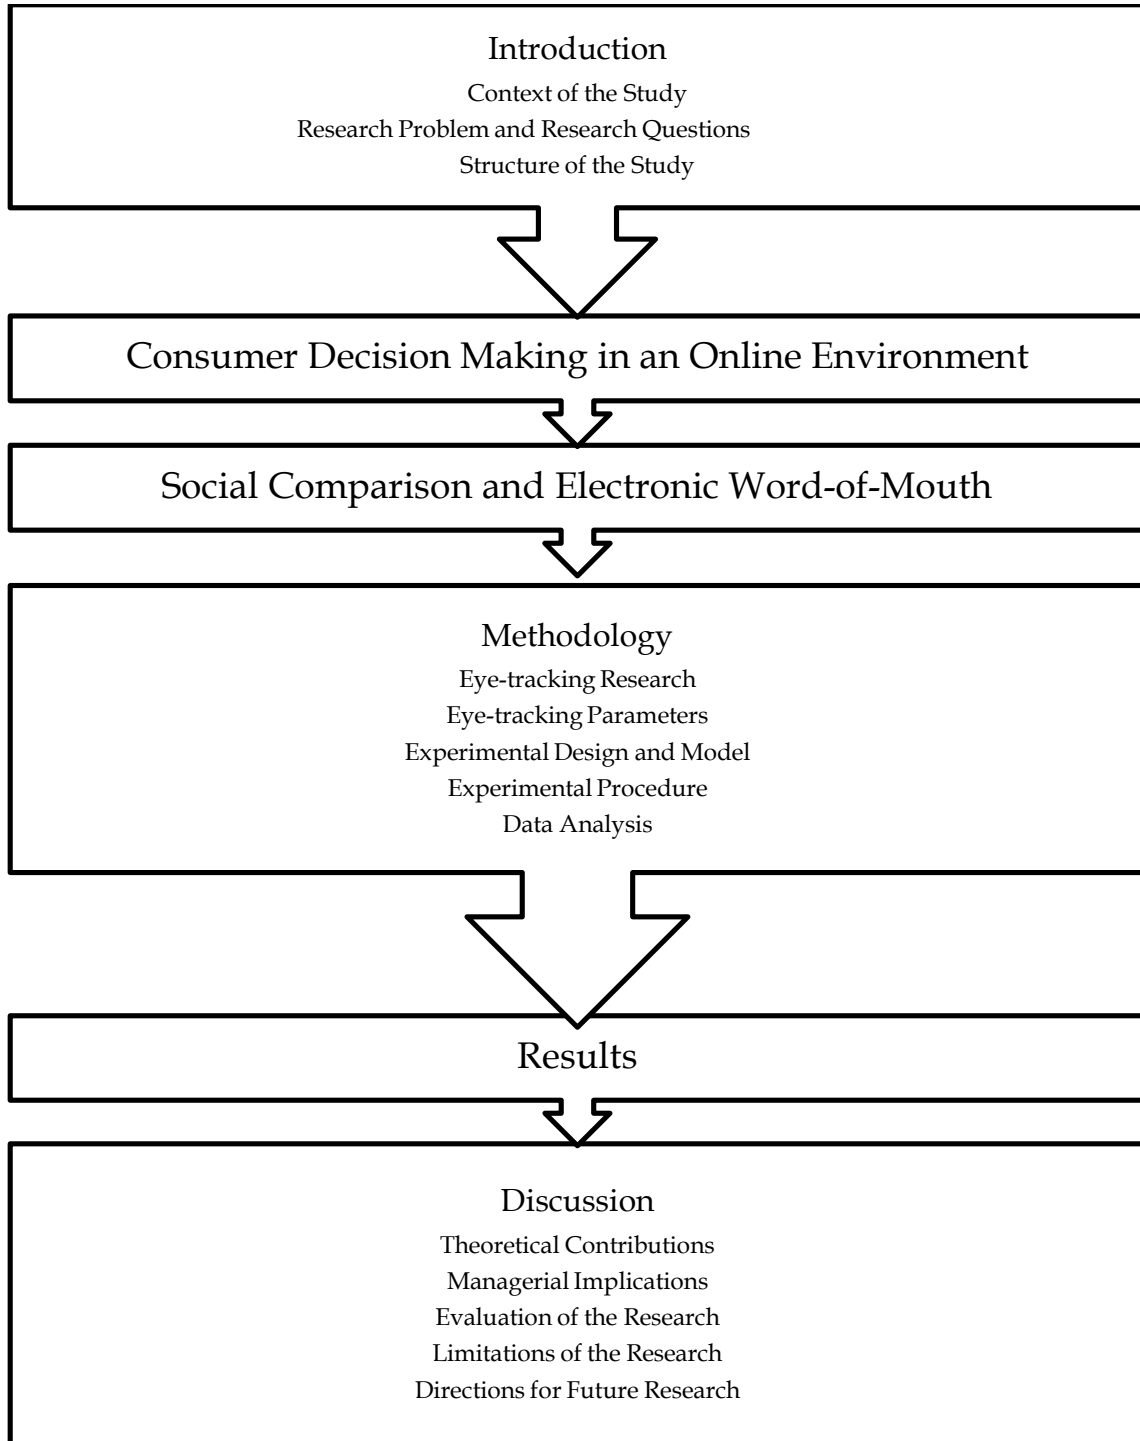 Introduction
Context of the Study
Research Problem and Research Questions
Structure of the Study
Consumer Decision Making in an Online Environment
Social Comparison and Electronic Word-of-Mouth
Methodology
Eye-tracking Research
Eye-tracking Parameters
Experimental Design and Model
Experimental Procedure
Data Analysis
Results
Discussion
Theoretical Contributions
Managerial Implications
Evaluation of the Research
Limitations of the Research
Directions for Future Research